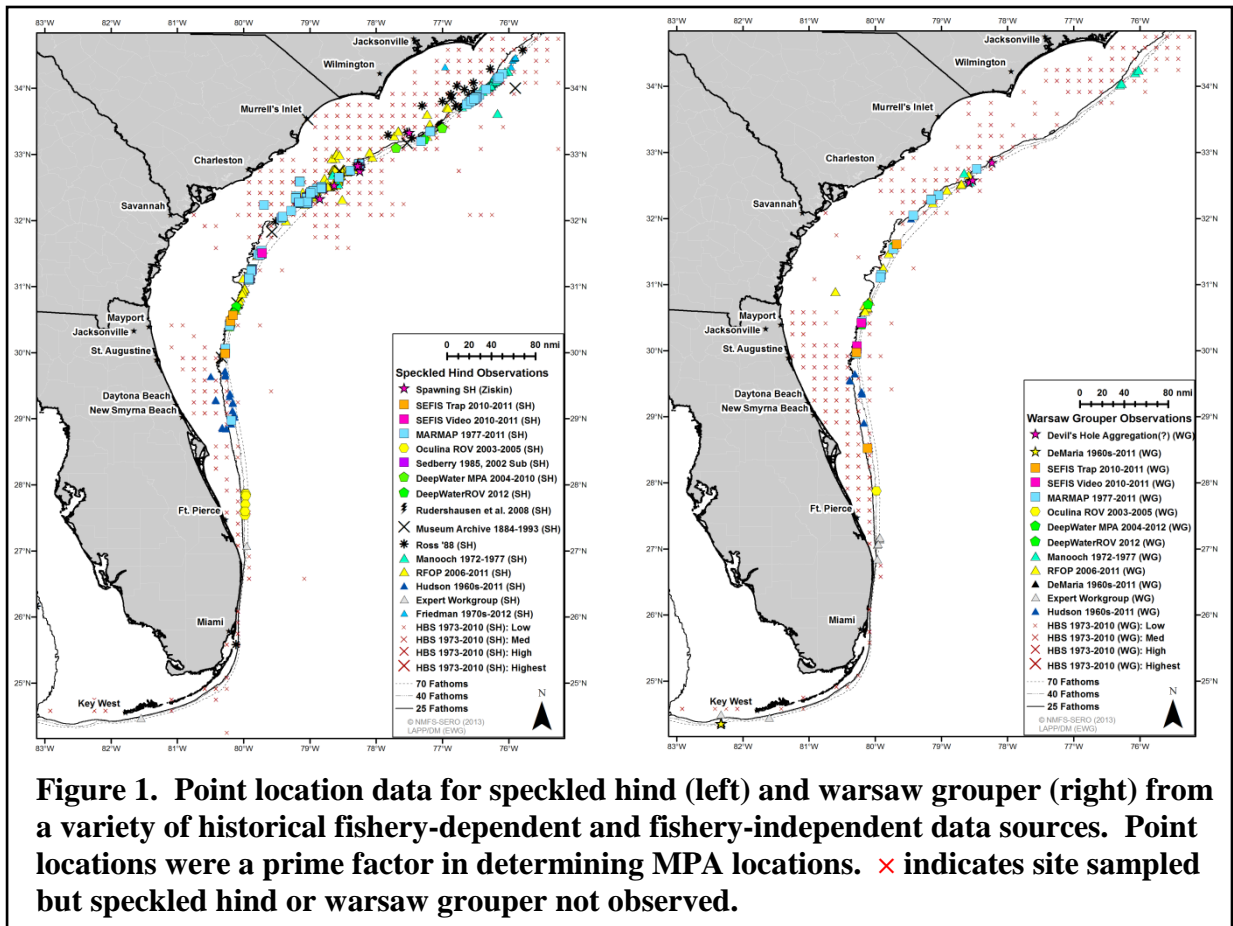 83°W 82°W 81°W 80°W 79°W 78°W 77°W 76°W
Jacksonville
Wilmington
34°N
Murrell's Inlet
33°N
Charleston
32°N
Savannah
31°N
Mayport
Jacksonville
30°N
St. Augustine
Daytona Beach
New Smyrna Beach
29°N
28°N
Ft. Pierce
27°N
26°N
Miami
25°N
Key West
0 20 40 80 nmi
Speckled Hind Observations
Spawning SH (Ziskin)
SEFIS Trap 2010-2011 (SH)
SEFIS Video 2010-2011 (SH)
MARMAP 1977-2011 (SH)
Oculina ROV 2003-2005 (SH)
Sedberry 1985, 2002 Sub (SH)
DeepWater MPA 2004-2010 (SH)
DeepWaterROV 2012 (SH)
Rudershausen et al. 2008 (SH)
Museum Archive 1884-1993 (SH)
Ross '88 (SH)
Manooch 1972-1977 (SH)
RFOP 2006-2011 (SH)
Hudson 1960s-2011 (SH)
Expert Workgroup (SH)
Friedman 1970s-2012 (SH)
HBS 1973-2010 (SH): Low
HBS 1973-2010 (SH): Med
HBS 1973-2010 (SH): High
HBS 1973-2010 (SH): Highest
70 Fathoms
40 Fathoms
25 Fathoms
© NMFS-SERO (2013)
LAPP/DM (EWG)
N
83°W 82°W 81°W 80°W 79°W 78°W 77°W 76°W
83°W 82°W 81°W 80°W 79°W 78°W 77°W 76°W
Jacksonville
Wilmington
34°N
Murrell's Inlet
33°N
Charleston
32°N
Savannah
31°N
Mayport
Jacksonville
30°N
St. Augustine
Daytona Beach
New Smyrna Beach
29°N
28°N
Ft. Pierce
27°N
26°N
Miami
25°N
Key West
0 20 40 80 nmi
Warsaw Grouper Observations
Devil's Hole Aggregation(?) (WG)
DeMaria 1960s-2011 (WG)
SEFIS Trap 2010-2011 (WG)
SEFIS Video 2010-2011 (WG)
MARMAP 1977-2011 (WG)
Oculina ROV 2003-2005 (WG)
DeepWater MPA 2004-2012 (WG)
DeepWaterROV 2012 (WG)
Manooch 1972-1977 (WG)
RFOP 2006-2011 (WG)
DeMaria 1960s-2011 (WG)
Expert Workgroup (WG)
Hudson 1960s-2011 (WG)
HBS 1973-2010 (WG): Low
HBS 1973-2010 (WG): Med
HBS 1973-2010 (WG): High
HBS 1973-2010 (WG): Highest
70 Fathoms
40 Fathoms
25 Fathoms
© NMFS-SERO (2013)
LAPP/DM (EWG)
N
83°W 82°W 81°W 80°W 79°W 78°W 77°W 76°W
Figure 1. Point location data for speckled hind (left) and warsaw grouper (right) from
a variety of historical fishery-dependent and fishery-independent data sources. Point
locations were a prime factor in determining MPA locations. × indicates site sampled
but speckled hind or warsaw grouper not observed.